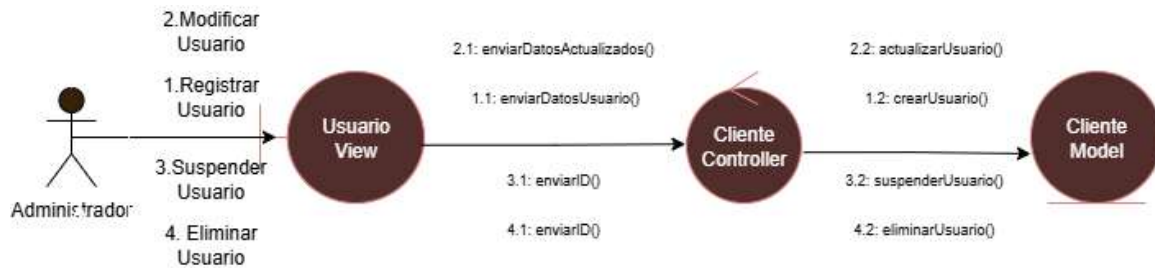 2.Modificar
Usuario
1.Registrar
Usuario
3.Suspender
Usuario
4. Eliminar
Usuario
Administrador
Usuario
View
2.1: enviarDatosActualizados()
1.1: enviarDatosUsuario()
3.1: enviarID()
4.1: enviarID()
Cliente
Controller
2.2: actualizarUsuario()
1.2: crearUsuario()
3.2: suspenderUsuario()
4.2: eliminarUsuario()
Cliente
Model